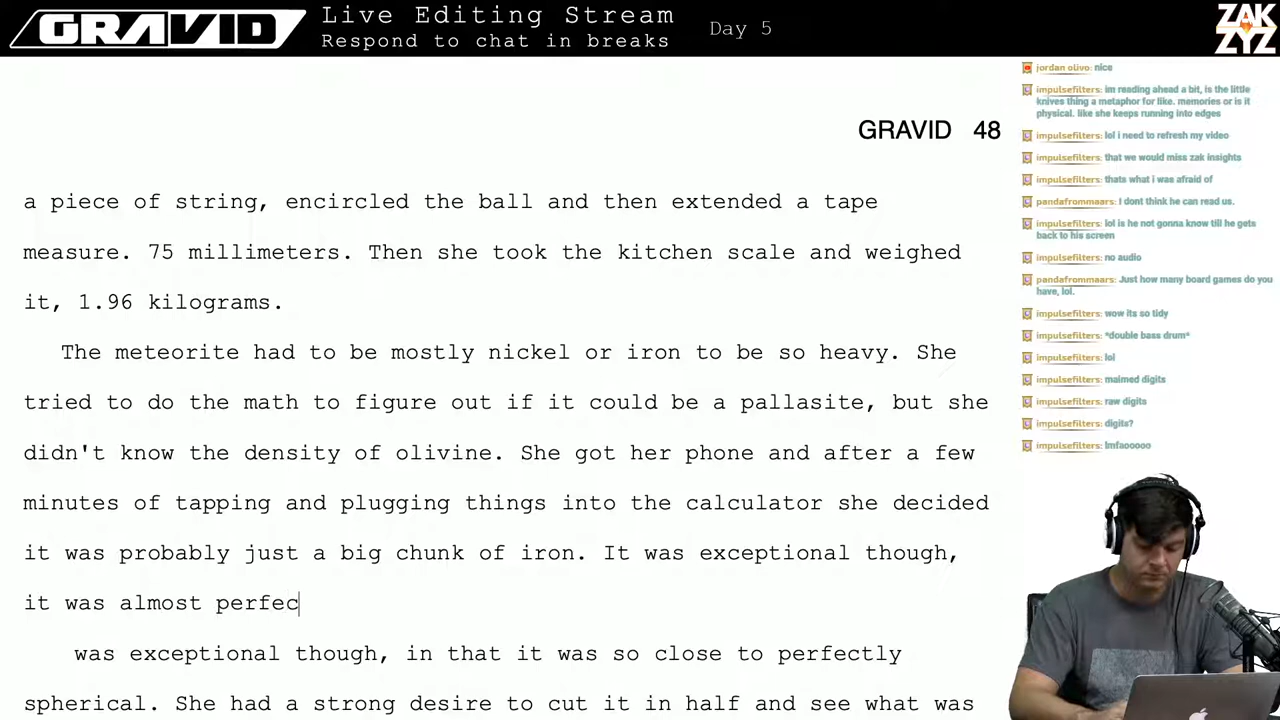 GRAVID
Live Editing Stream
Respond to chat in breaks
Day 5
ZAK
ZYZ
GRAVID 48
a piece of string, encircled the ball and then extended a tape
measure. 75 millimeters. Then she took the kitchen scale and weighed
it, 1.96 kilograms.
The meteorite had to be mostly nickel or iron to be so heavy. She
tried to do the math to figure out if it could be a pallasite, but she
didn't know the density of olivine. She got her phone and after a few
minutes of tapping and plugging things into the calculator she decided
it was probably just a big chunk of iron. It was exceptional though,
it was almost perfec
was exceptional though, in that it was so close to perfectly
spherical. She had a strong desire to cut it in half and see what was
jordan olivo: nice
impulsefilters: im reading ahead a bit, is the little
knives thing a metaphor for like. memories or is it
physical. like she keeps running into edges
impulsefilters: lol i need to refresh my video
impulsefilters: that we would miss zak insights
impulsefilters: thats what i was afraid of
pandafrommaars: I dont think he can read us.
impulsefilters: lol is he not gonna know till he gets
back to his screen
impulsefilters: no audio
pandafrommaars: Just how many board games do you
have, lol.
impulsefilters: wow its so tidy
impulsefilters: *double bass drum*
impulsefilters: lol
impulsefilters: maimed digits
impulsefilters: raw digits
impulsefilters: digits?
impulsefilters: lmfaooooo